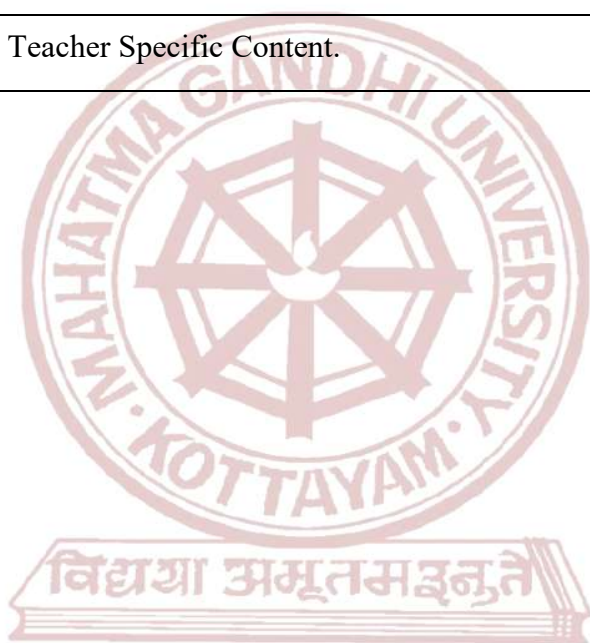 Teacher Specific Content.
MAHATMA GANDHI UNIVERSITY
· KOTTAYAM ·
विद्यया अमृतमश्नुते